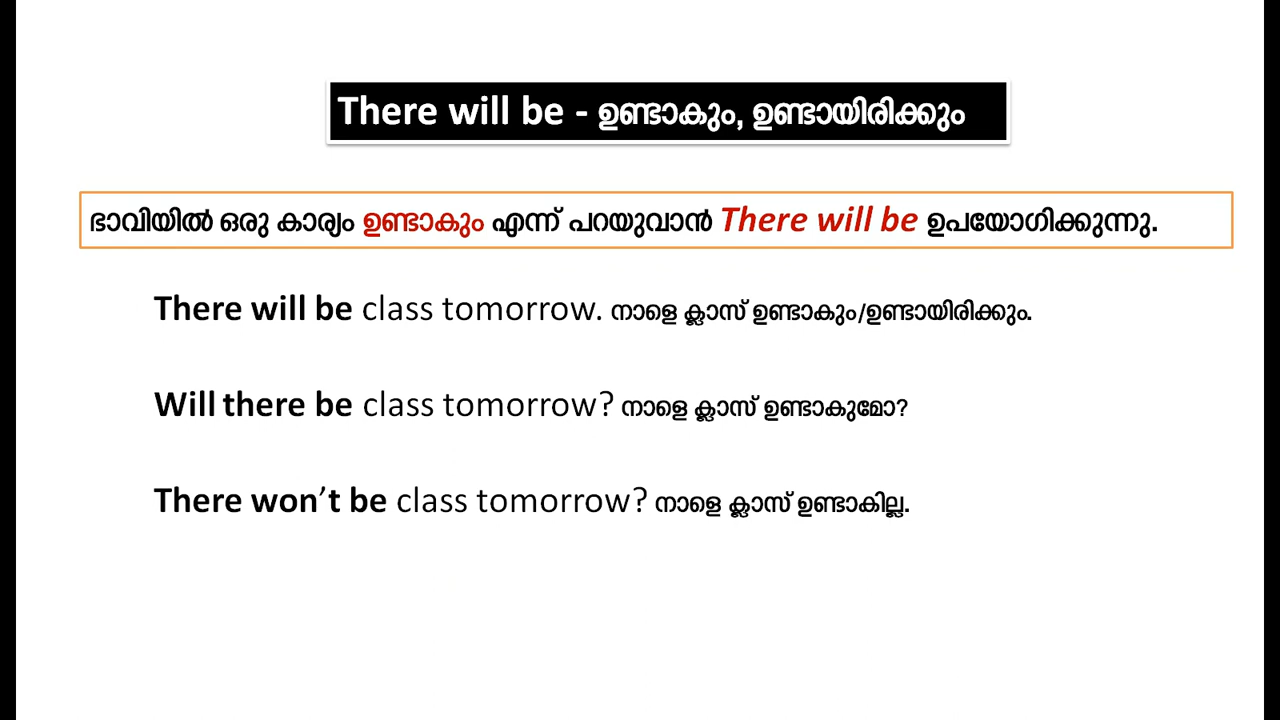 There will be - ഉണ്ടാകും, ഉണ്ടായിരിക്കും
ഭാവിയിൽ ഒരു കാര്യം ഉണ്ടാകും എന്ന് പറയുവാൻ There will be ഉപയോഗിക്കുന്നു.
There will be class tomorrow. നാളെ ക്ലാസ് ഉണ്ടാകും/ഉണ്ടായിരിക്കും.
Will there be class tomorrow? നാളെ ക്ലാസ് ഉണ്ടാകുമോ?
There won’t be class tomorrow? നാളെ ക്ലാസ് ഉണ്ടാകില്ല.